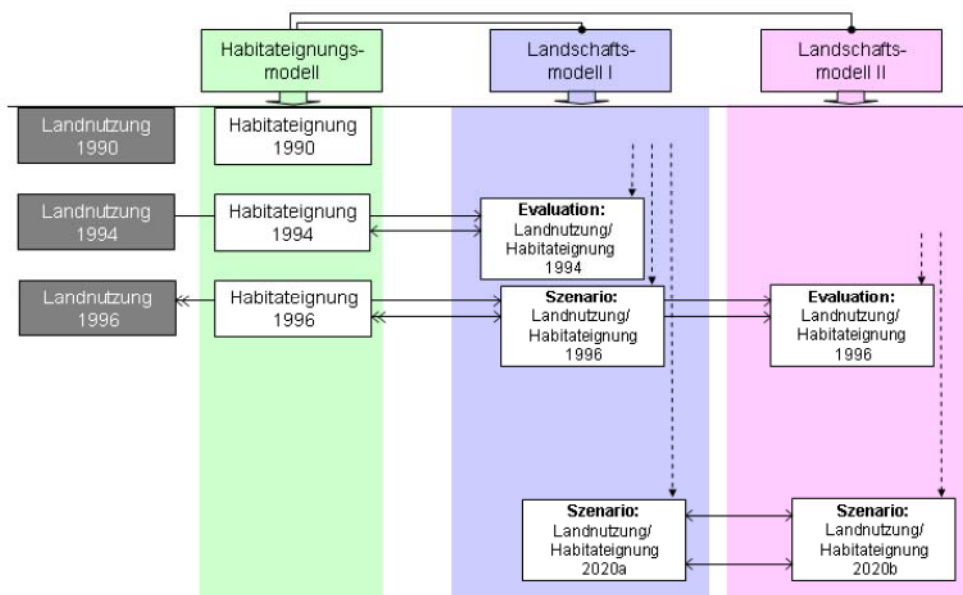 Habitateignungs-
modell
Landschafts-
modell I
Landschafts-
modell II
Landnutzung
1990
Habitateignung
1990
Landnutzung
1994
Habitateignung
1994
Evaluation:
Landnutzung/
Habitateignung
1994
Landnutzung
1996
Habitateignung
1996
Szenario:
Landnutzung/
Habitateignung
1996
Evaluation:
Landnutzung/
Habitateignung
1996
Szenario:
Landnutzung/
Habitateignung
2020a
Szenario:
Landnutzung/
Habitateignung
2020b